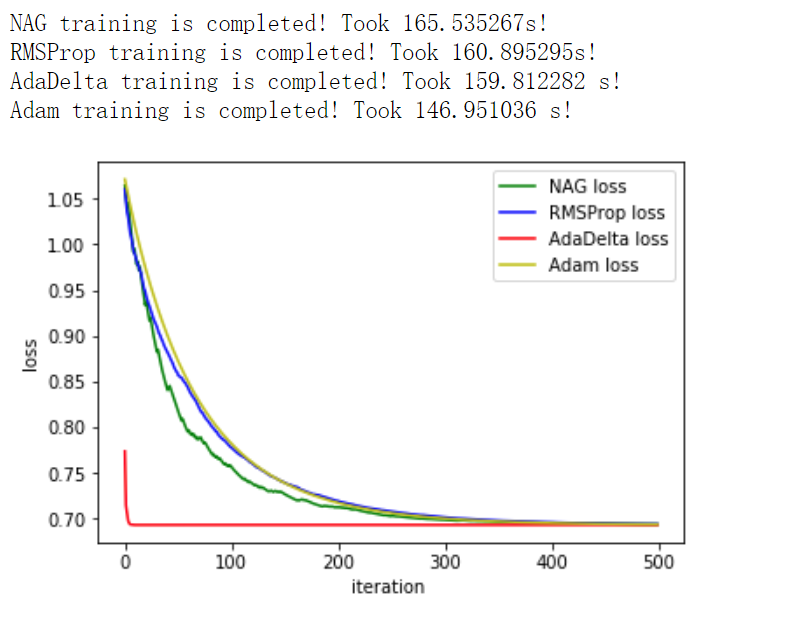 NAG training is completed! Took 165.535267s!
RMSProp training is completed! Took 160.895295s!
AdaDelta training is completed! Took 159.812282 s!
Adam training is completed! Took 146.951036 s!
NAG loss
RMSProp loss
AdaDelta loss
Adam loss
1.05
1.00
0.95
0.90
0.85
0.80
0.75
0.70
loss
0 100 200 300 400 500
iteration